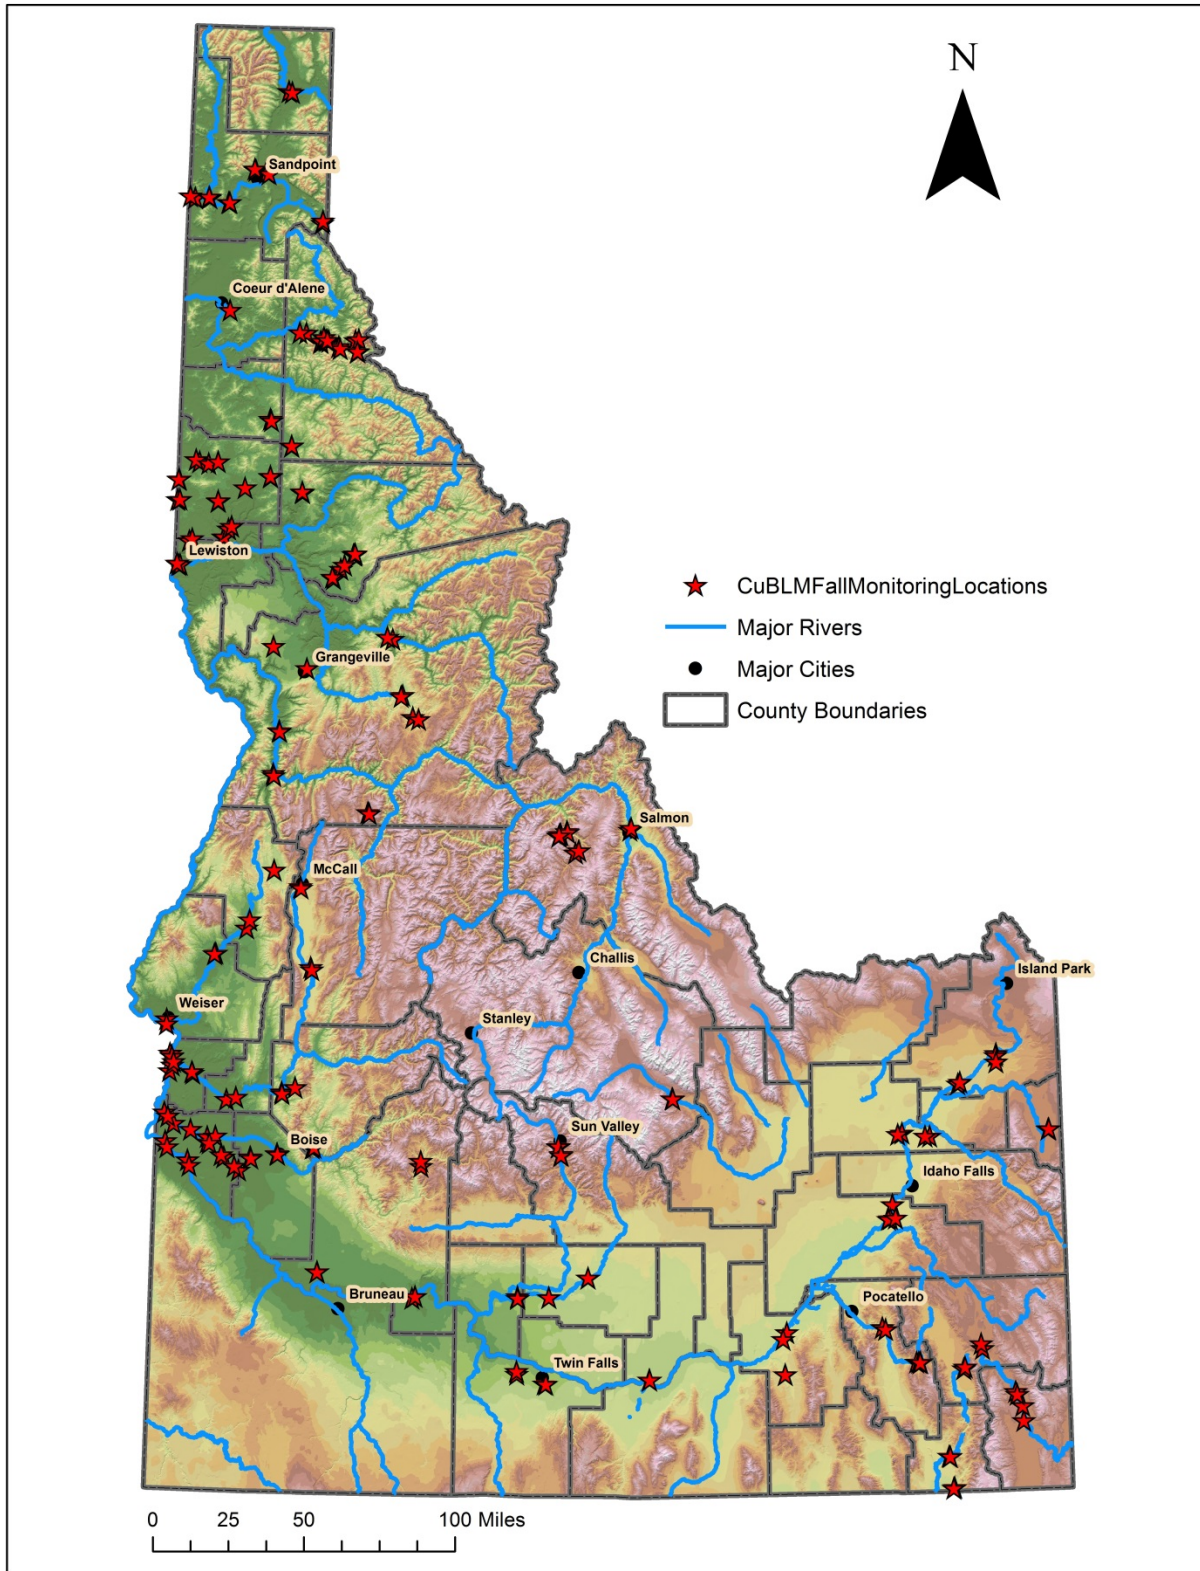 N
Sandpoint
Coeur d'Alene
Lewiston
CuBLMFallMonitoringLocations
Major Rivers
Grangeville
Major Cities
County Boundaries
Salmon
McCall
Challis
Island Park
Weiser
Stanley
Sun Valley
Boise
Idaho Falls
Bruneau
Pocatello
Twin Falls
0 25 50 100 Miles